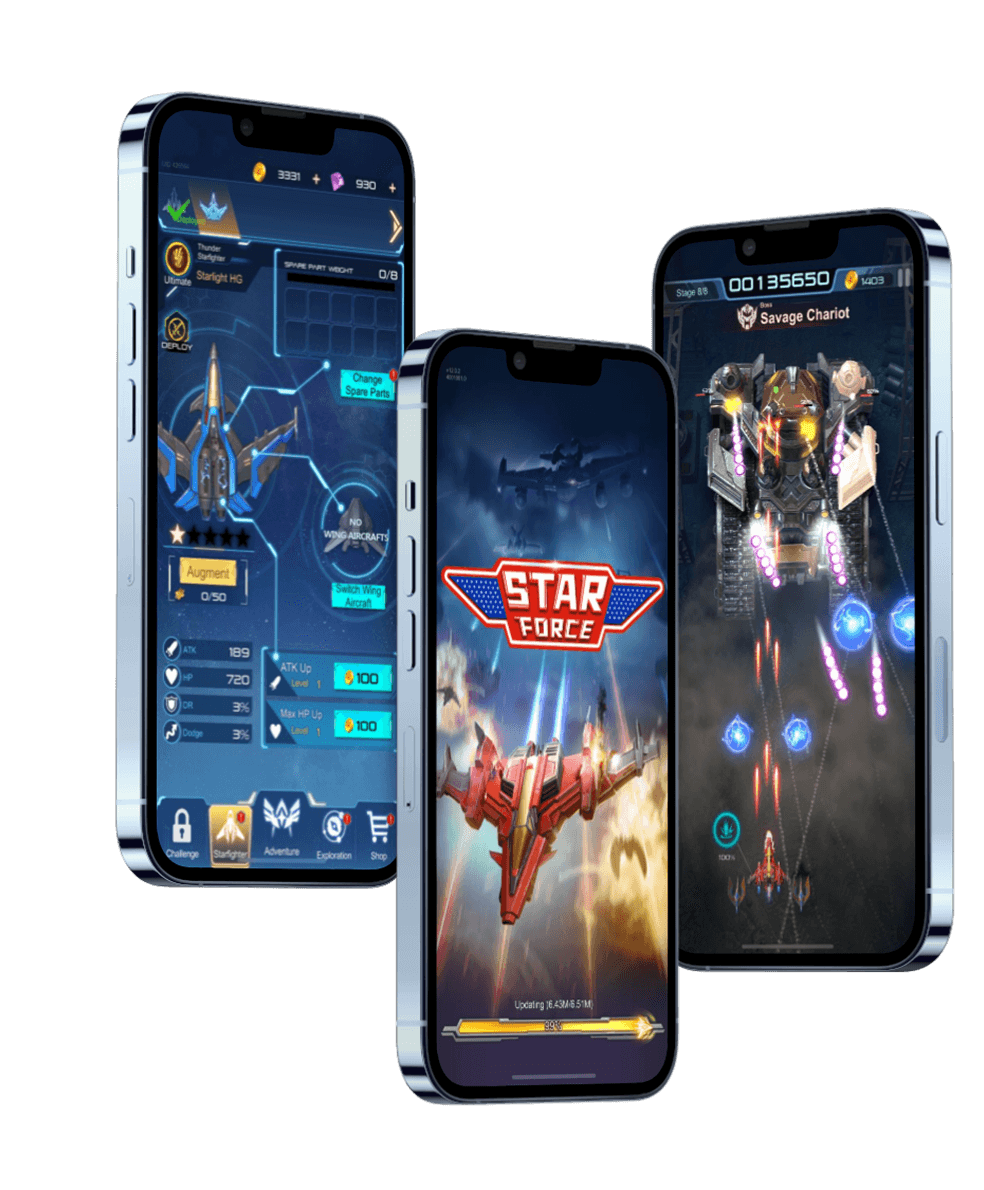 3331 + 930 +
Deployed
Thunder
Starfighter
Starlight HG
Ultimate
SPARE PART WEIGHT 0/8
DEPLOY
Change
Spare Parts
NO
WING AIRCRAFTS
Augment
0/50
Switch Wing
Aircraft
ATK 189
HP 720
DR 3%
Dodge 3%
ATK Up
Level 1
100
Max HP Up
Level 1
100
Challenge
Starfighter
Adventure
Exploration
Shop
STAR
FORCE
Updating (6.43M-6.51M)
99%
Stage 8/8
00135650
1403
Boss
Savage Chariot
100%